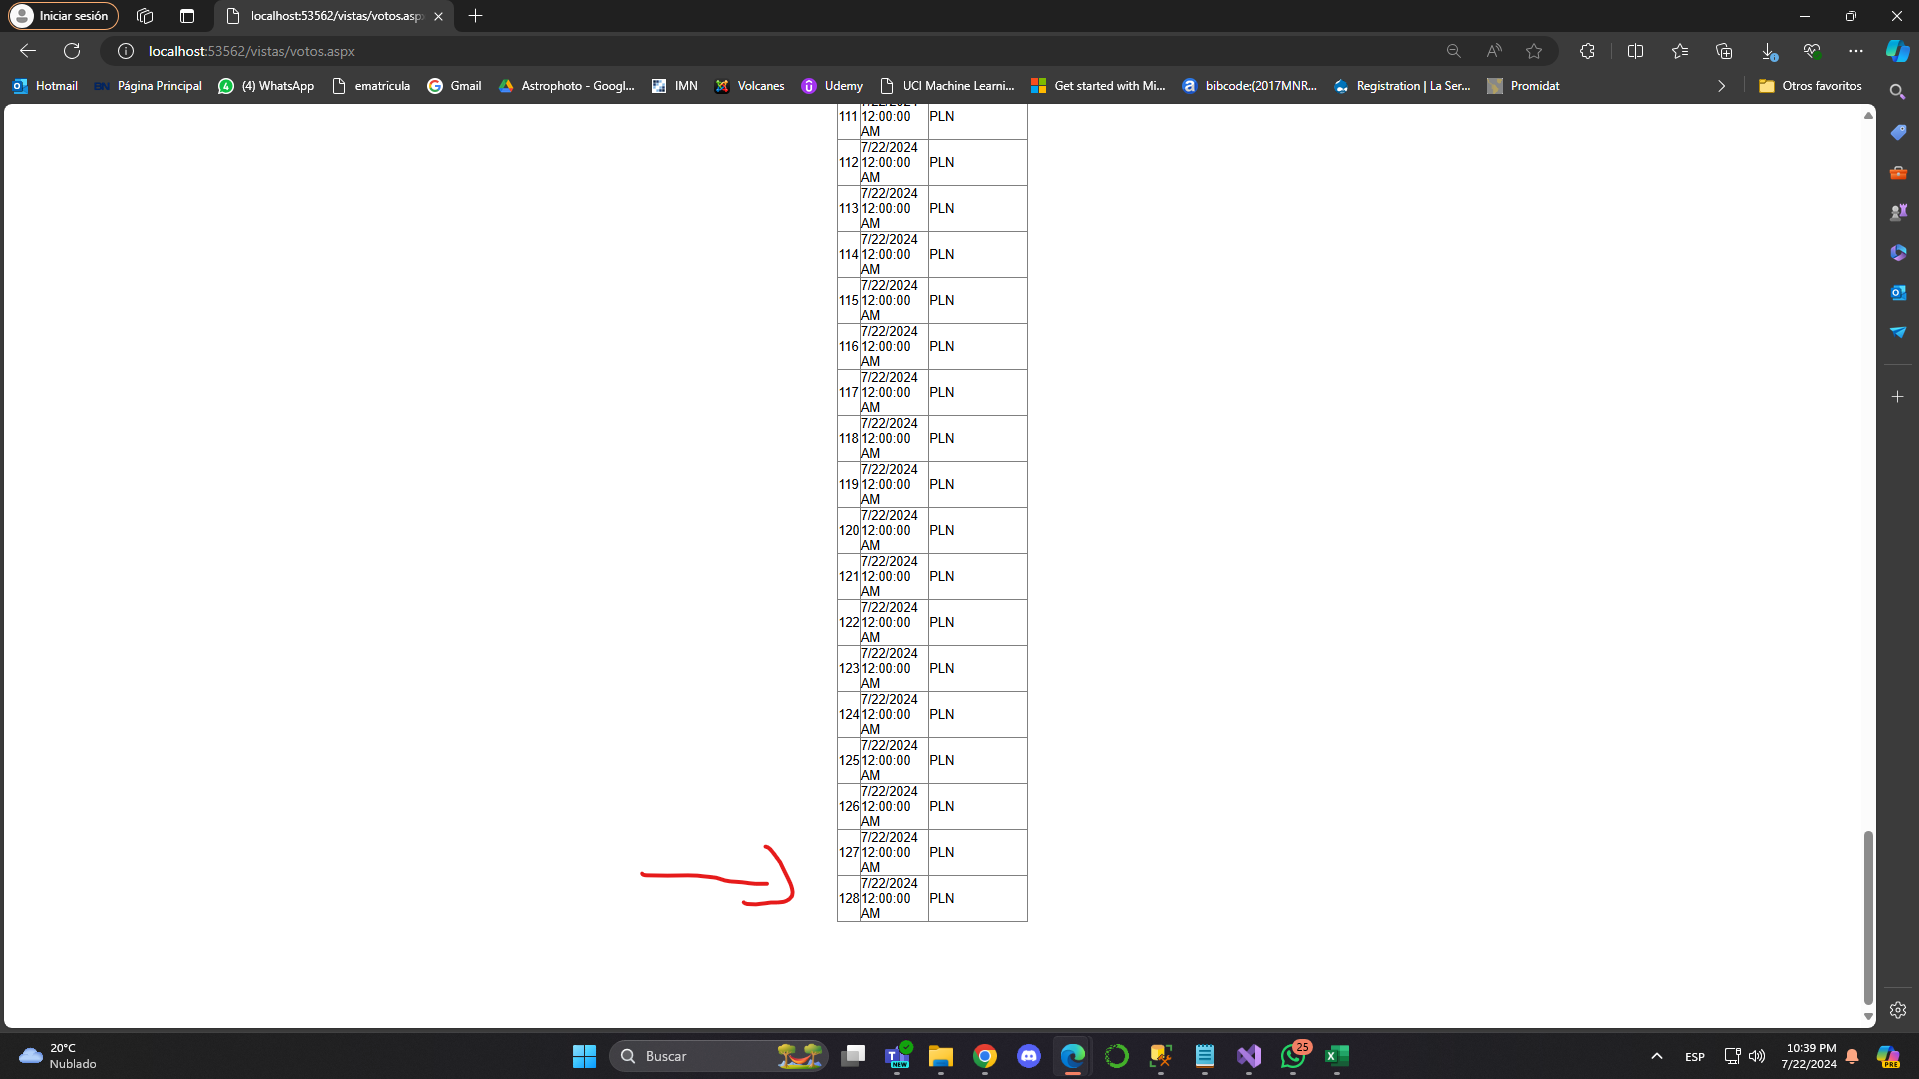 Iniciar sesión
localhost:53562/vistas/votos.asp
localhost:53562/vistas/votos.aspx
Hotmail
BN Página Principal
(4) WhatsApp
ematricula
Gmail
Astrophoto - Googl...
IMN
Volcanes
Udemy
UCI Machine Learni...
Get started with Mi...
bibcode:(2017MNR...
Registration | La Ser...
Promidat
Otros favoritos
111 12:00:00 PLN
AM
7/22/2024
112 12:00:00 PLN
AM
7/22/2024
113 12:00:00 PLN
AM
7/22/2024
114 12:00:00 PLN
AM
7/22/2024
115 12:00:00 PLN
AM
7/22/2024
116 12:00:00 PLN
AM
7/22/2024
117 12:00:00 PLN
AM
7/22/2024
118 12:00:00 PLN
AM
7/22/2024
119 12:00:00 PLN
AM
7/22/2024
120 12:00:00 PLN
AM
7/22/2024
121 12:00:00 PLN
AM
7/22/2024
122 12:00:00 PLN
AM
7/22/2024
123 12:00:00 PLN
AM
7/22/2024
124 12:00:00 PLN
AM
7/22/2024
125 12:00:00 PLN
AM
7/22/2024
126 12:00:00 PLN
AM
7/22/2024
127 12:00:00 PLN
AM
7/22/2024
128 12:00:00 PLN
AM
20°C
Nublado
Buscar
NEW
25
ESP
10:39 PM
7/22/2024
PRE